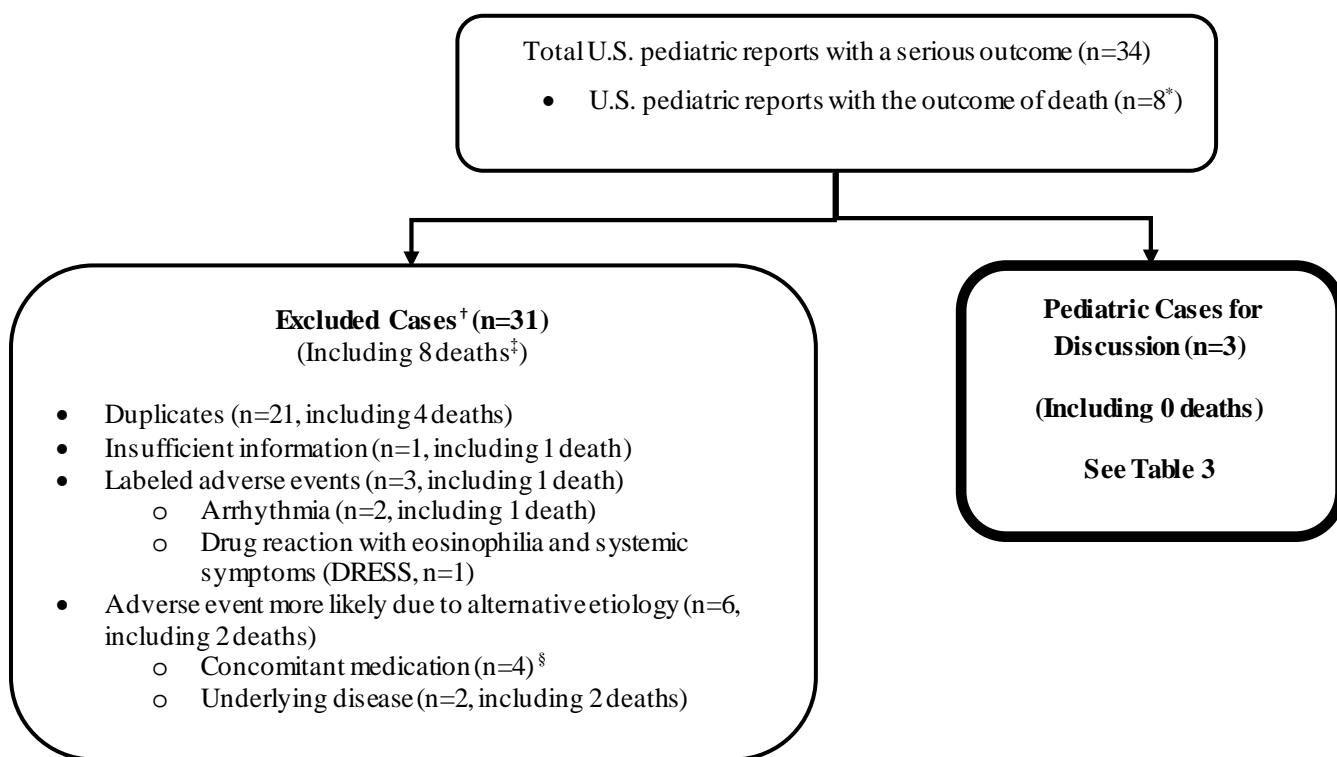 Total U.S. pediatric reports with a serious outcome (n=34)
• U.S. pediatric reports with the outcome of death (n=8*)
Excluded Cases† (n=31)
(Including 8 deaths‡)
• Duplicates (n=21, including 4 deaths)
• Insufficient information (n=1, including 1 death)
• Labeled adverse events (n=3, including 1 death)
o Arrhythmia (n=2, including 1 death)
o Drug reaction with eosinophilia and systemic
symptoms (DRESS, n=1)
• Adverse event more likely due to alternative etiology (n=6,
including 2 deaths)
o Concomitant medication (n=4)§
o Underlying disease (n=2, including 2 deaths)
Pediatric Cases for
Discussion (n=3)
(Including 0 deaths)
See Table 3